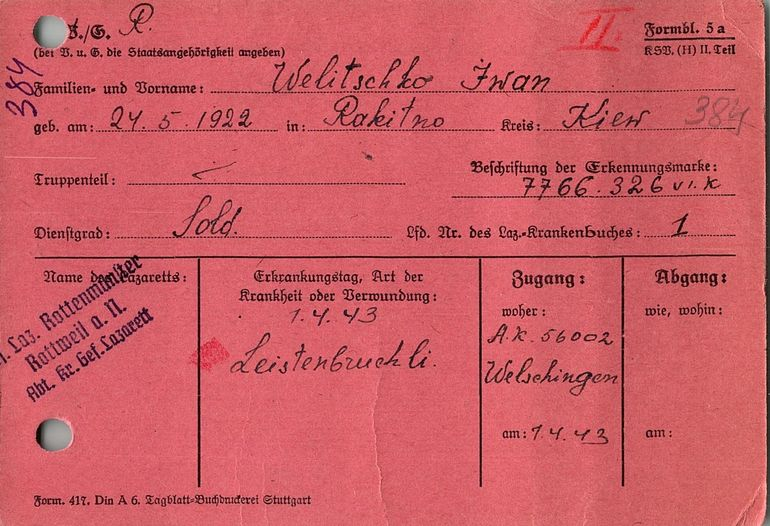 V./G. R. II. Formbl. 5a
(bei V. u. G. die Staatsangehörigkeit angeben) KSV. (H) II. Teil
384
Familien- und Vorname: Welitschko Iwan
geb. am: 24. 5. 1922 in: Rakitno Kreis: Kiew 384
Truppenteil: Beschriftung der Erkennungsmarke:
7766. 326 VI. K
Dienstgrad: Sold. Lfd. Nr. des Laz.-Krankenbuches: 1
Name des Lazaretts: Erkrankungstag, Art der Krankheit oder Verwundung: Zugang: Abgang:
woher: wie, wohin:
Laz. Rottenmünster
Rottweil a. N.
Abt. Kr. Gef. Lazarett
1. 4. 43
Leistenbruch li.
A.K. 56002
Welschingen
am: 1. 4. 43 am:
Form. 417. Din A 6. Tagblatt-Buchdruckerei Stuttgart